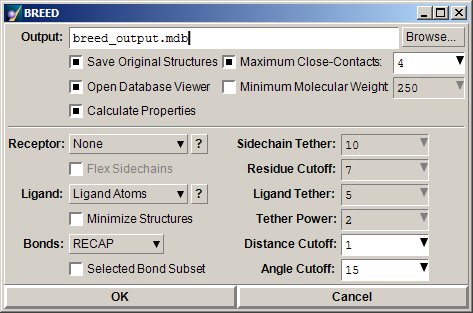 BREED
Output: breed_output.mdb Browse...
Save Original Structures Maximum Close-Contacts: 4
Open Database Viewer Minimum Molecular Weight 250
Calculate Properties
Receptor: None ? Sidechain Tether: 10
Flex Sidechains Residue Cutoff: 7
Ligand: Ligand Atoms ? Ligand Tether: 5
Minimize Structures Tether Power: 2
Bonds: RECAP Distance Cutoff: 1
Selected Bond Subset Angle Cutoff: 15
OK Cancel